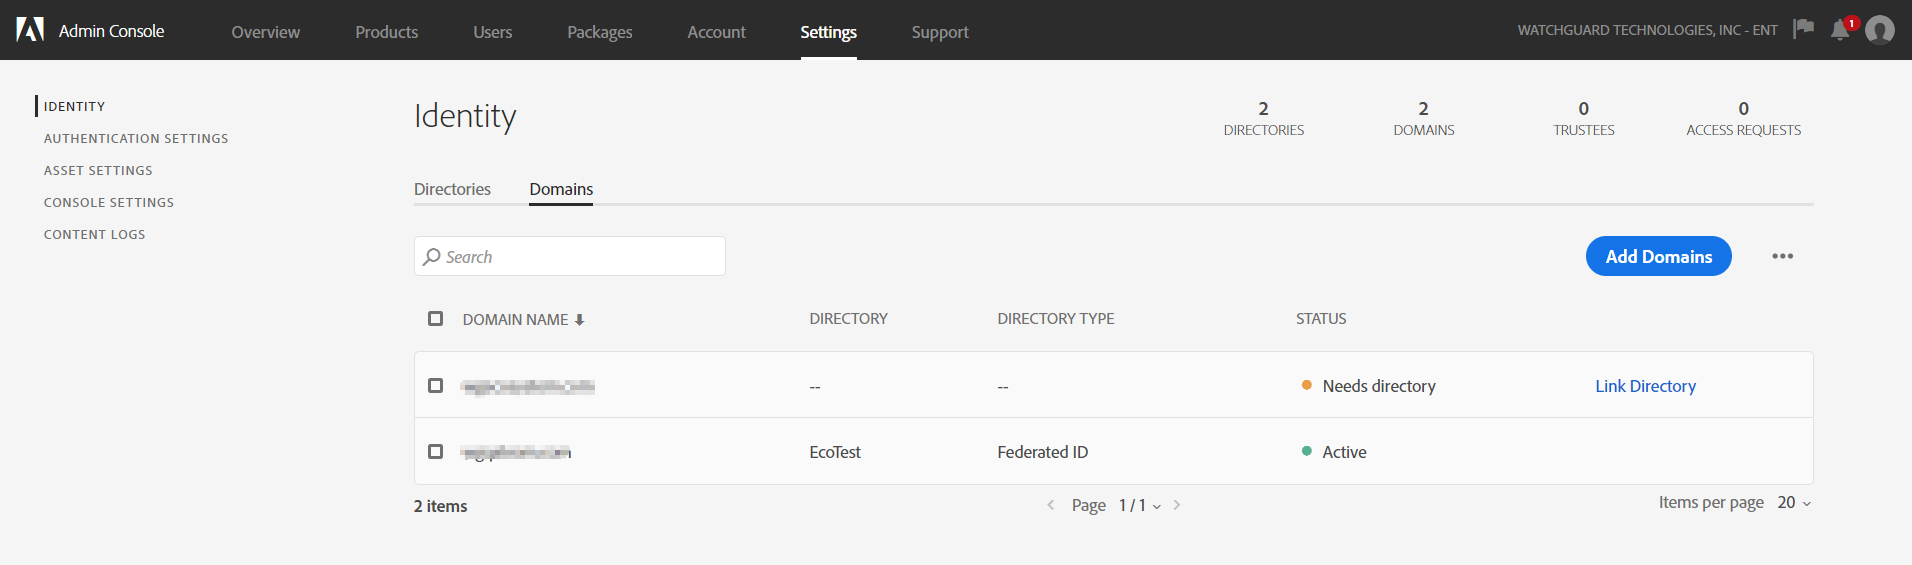 Admin Console Overview Products Users Packages Account Settings Support WATCHGUARD TECHNOLOGIES, INC - ENT 1
IDENTITY
AUTHENTICATION SETTINGS
ASSET SETTINGS
CONSOLE SETTINGS
CONTENT LOGS
Identity
2 2 0 0
DIRECTORIES DOMAINS TRUSTEES ACCESS REQUESTS
Directories Domains
Search Add Domains
DOMAIN NAME DIRECTORY DIRECTORY TYPE STATUS
-- -- Needs directory Link Directory
EcoTest Federated ID Active
2 items Page 1 / 1 Items per page 20